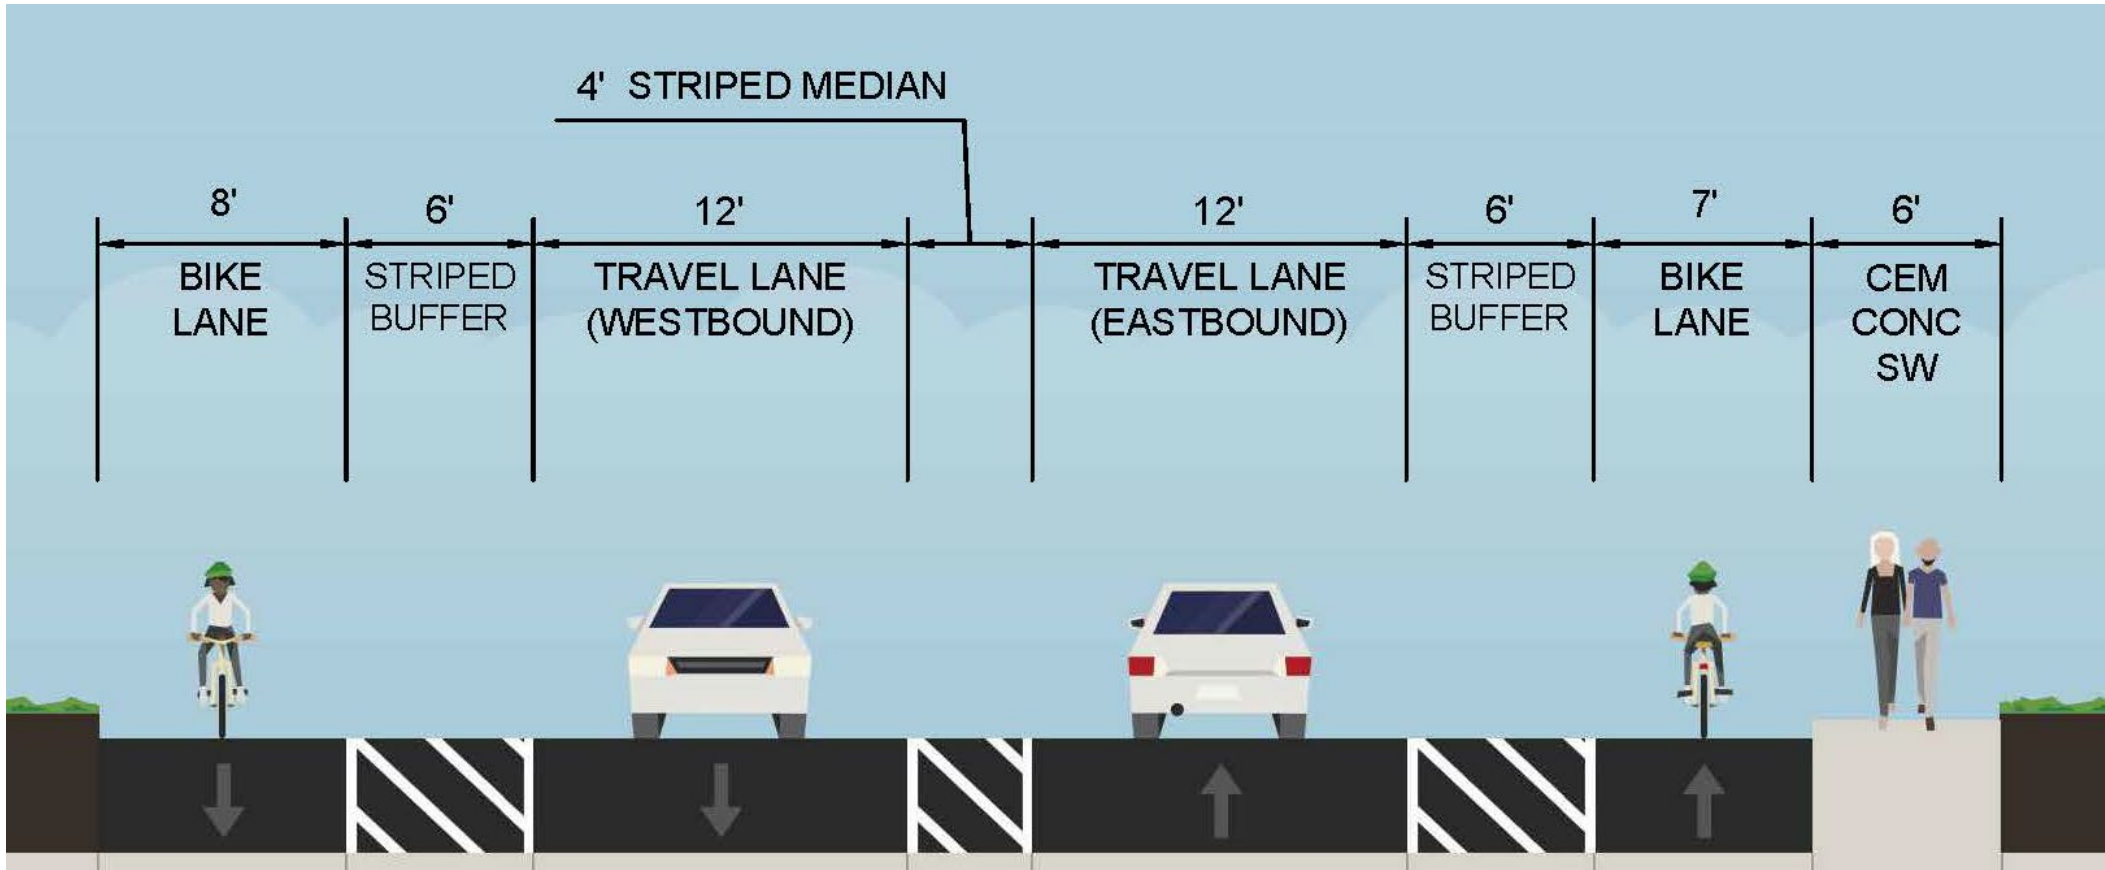 4' STRIPED MEDIAN
8'
6'
12'
12'
6'
7'
6'
BIKE
LANE
STRIPED
BUFFER
TRAVEL LANE
(WESTBOUND)
TRAVEL LANE
(EASTBOUND)
STRIPED
BUFFER
BIKE
LANE
CEM
CONC
SW